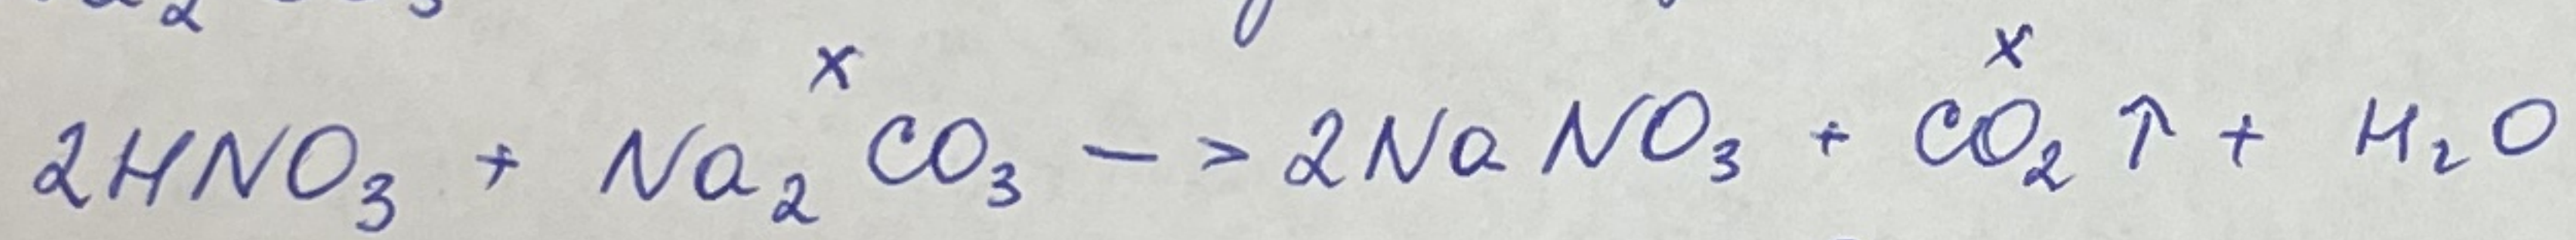 x x
2HNO₃ + Na₂CO₃ —> 2NaNO₃ + CO₂↑ + H₂O